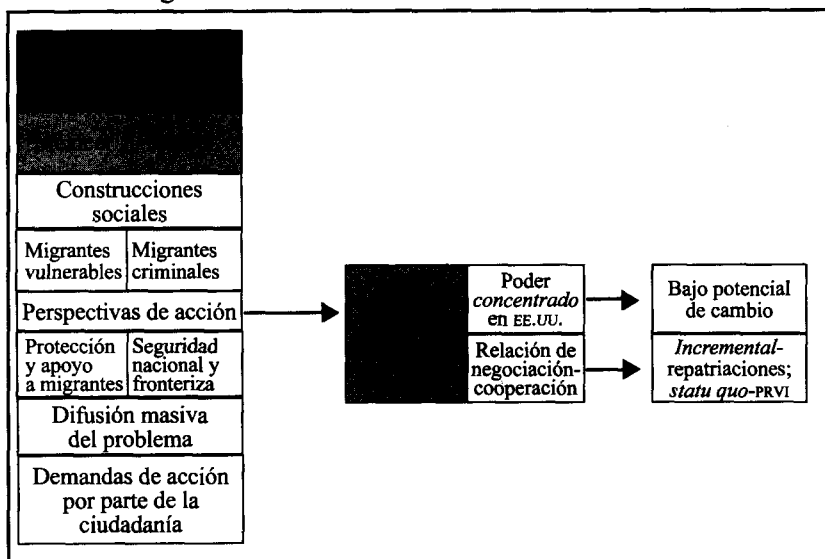 Construcciones
sociales
Migrantes
vulnerables
Migrantes
criminales
Perspectivas de acción
Protección
y apoyo
a migrantes
Seguridad
nacional y
fronteriza
Difusión masiva
del problema
Demandas de acción
por parte de la
ciudadanía
Poder
concentrado
en EE.UU.
Relación de
negociación-
cooperación
Bajo potencial
de cambio
Incremental-
repatriaciones;
statu quo-PRVI